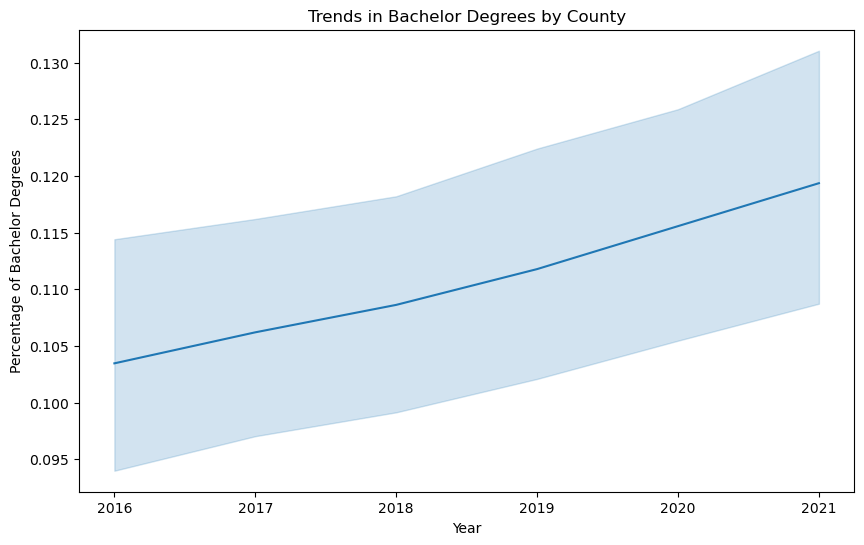 Trends in Bachelor Degrees by County
Percentage of Bachelor Degrees
0.130
0.125
0.120
0.115
0.110
0.105
0.100
0.095
2016 2017 2018 2019 2020 2021
Year